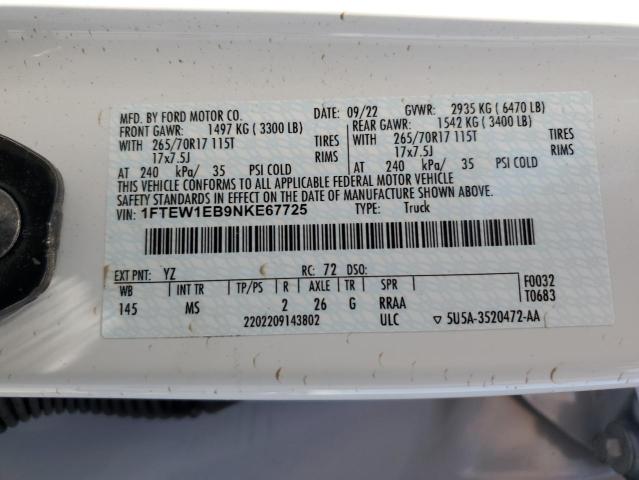 MFD. BY FORD MOTOR CO. DATE: 09/22 GVWR: 2935 KG ( 6470 LB)
FRONT GAWR: 1497 KG ( 3300 LB) REAR GAWR: 1542 KG ( 3400 LB)
WITH 265/70R17 115T TIRES WITH 265/70R17 115T TIRES
17x7.5J RIMS 17x7.5J RIMS
AT 240 kPa/ 35 PSI COLD AT 240 kPa/ 35 PSI COLD
THIS VEHICLE CONFORMS TO ALL APPLICABLE FEDERAL MOTOR VEHICLE
SAFETY STANDARDS IN EFFECT ON THE DATE OF MANUFACTURE SHOWN ABOVE.
VIN: 1FTEW1EB9NKE67725 TYPE: Truck
EXT PNT: YZ RC: 72 DSO: F0032
WB INT TR TP/PS R AXLE TR SPR T0683
145 MS 2 26 G RRAA
2202209143802 ULC ▽ 5U5A-3520472-AA